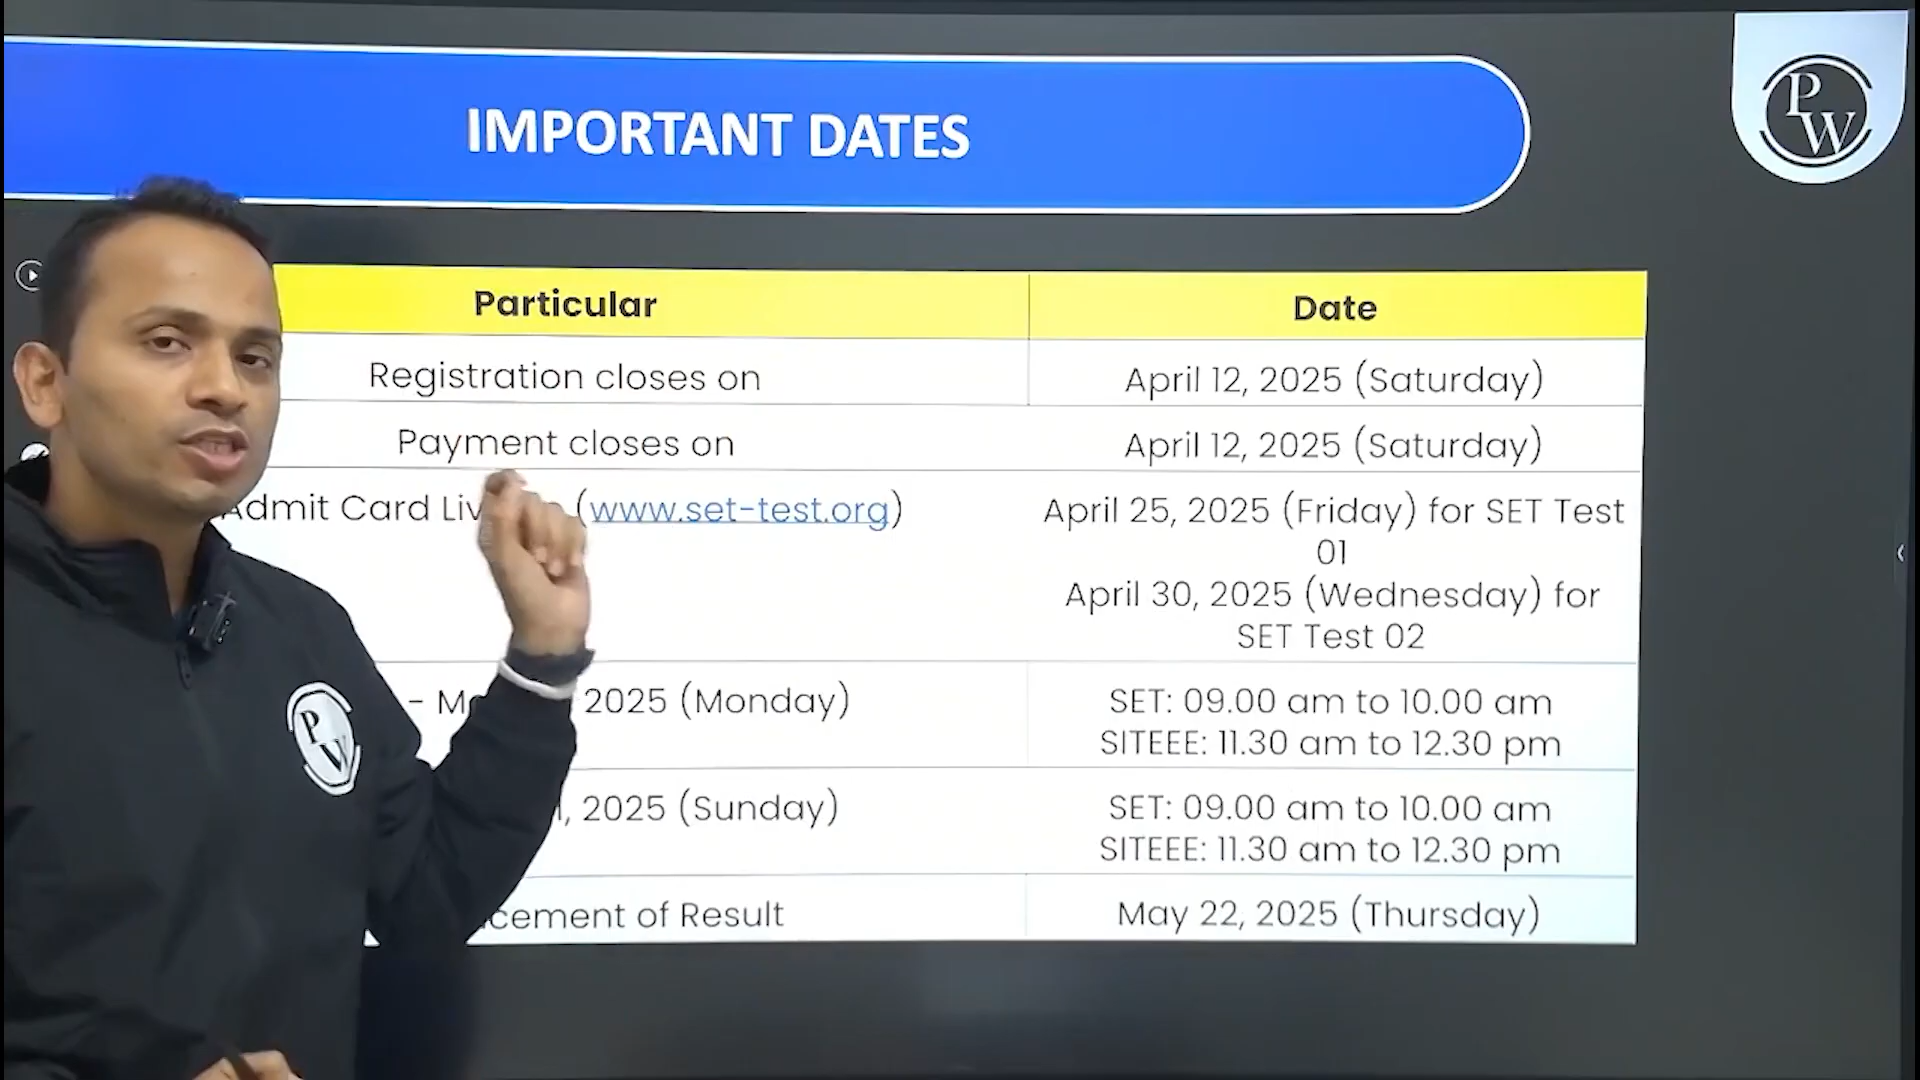 IMPORTANT DATES
P
W
Particular Date
Registration closes on April 12, 2025 (Saturday)
Payment closes on April 12, 2025 (Saturday)
Admit Card (www.set-test.org) April 25, 2025 (Friday) for SET Test
01
April 30, 2025 (Wednesday) for
SET Test 02
- 2025 (Monday) SET: 09.00 am to 10.00 am
SITEEE: 11.30 am to 12.30 pm
, 2025 (Sunday) SET: 09.00 am to 10.00 am
SITEEE: 11.30 am to 12.30 pm
of Result May 22, 2025 (Thursday)
P
W